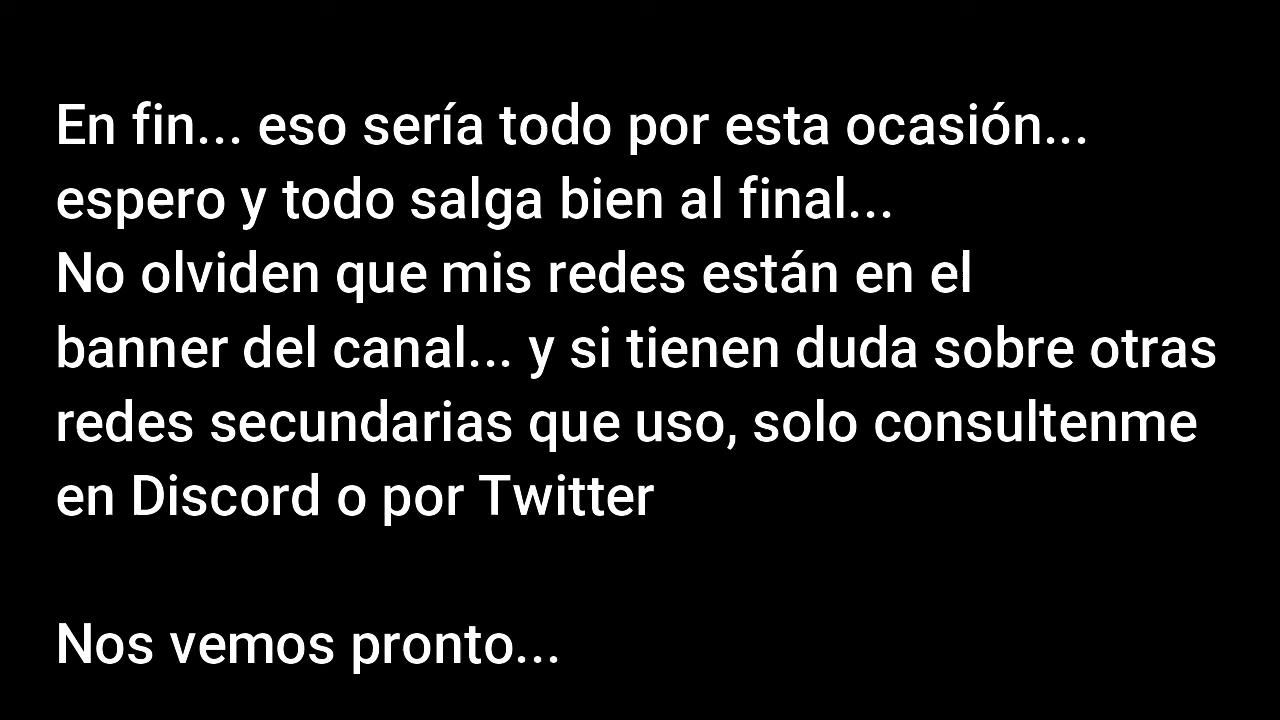 En fin... eso sería todo por esta ocasión...
espero y todo salga bien al final...
No olviden que mis redes están en el
banner del canal... y si tienen duda sobre otras
redes secundarias que uso, solo consultenme
en Discord o por Twitter
Nos vemos pronto...